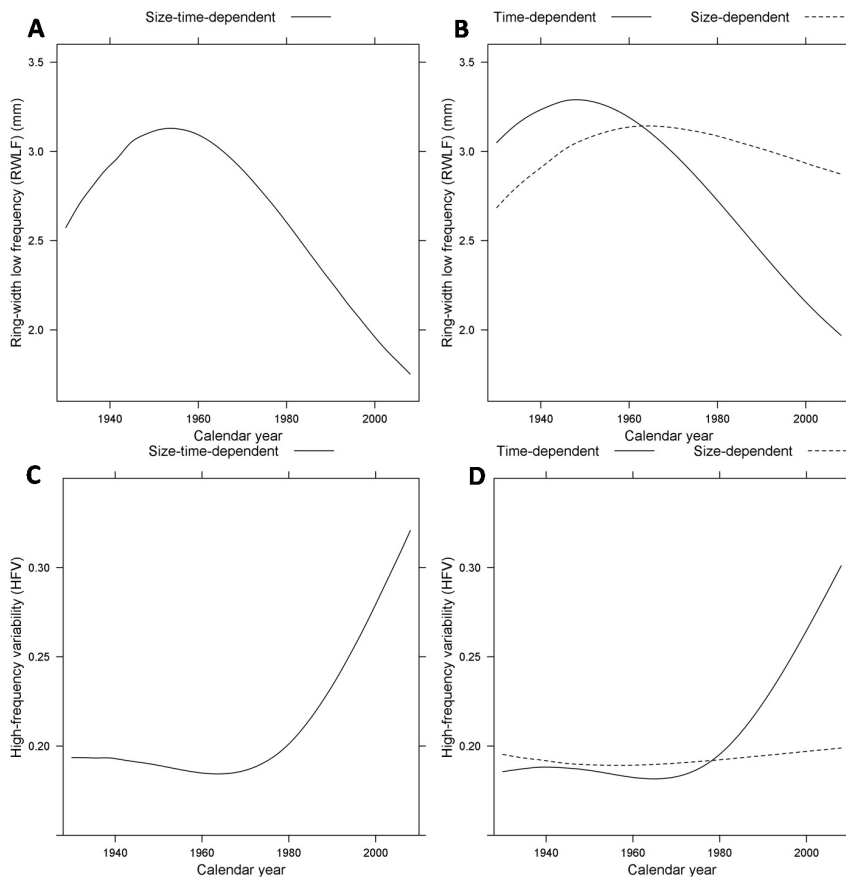 A
Size-time-dependent
Ring-width low frequency (RWLF) (mm)
3.5
3.0
2.5
2.0
1940 1960 1980 2000
Calendar year
B
Time-dependent Size-dependent
Ring-width low frequency (RWLF) (mm)
3.5
3.0
2.5
2.0
1940 1960 1980 2000
Calendar year
C
Size-time-dependent
High-frequency variability (HFV)
0.30
0.25
0.20
1940 1960 1980 2000
Calendar year
D
Time-dependent Size-dependent
High-frequency variability (HFV)
0.30
0.25
0.20
1940 1960 1980 2000
Calendar year